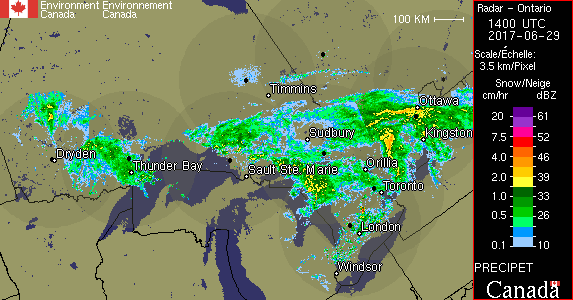 Environment Environnement
Canada Canada
100 KM
Timmins
Ottawa
Kingston
Sudbury
Dryden
Thunder Bay
Sault Ste. Marie
Orillia
Toronto
London
Windsor
Radar - Ontario
1400 UTC
2017-06-29
Scale/Échelle:
3.5 km/Pixel
Snow/Neige
cm/hr dBZ
20 61
7.5 52
4.0 46
2.0 39
1.0 33
0.5 26
0.1 10
PRECIPET
Canada